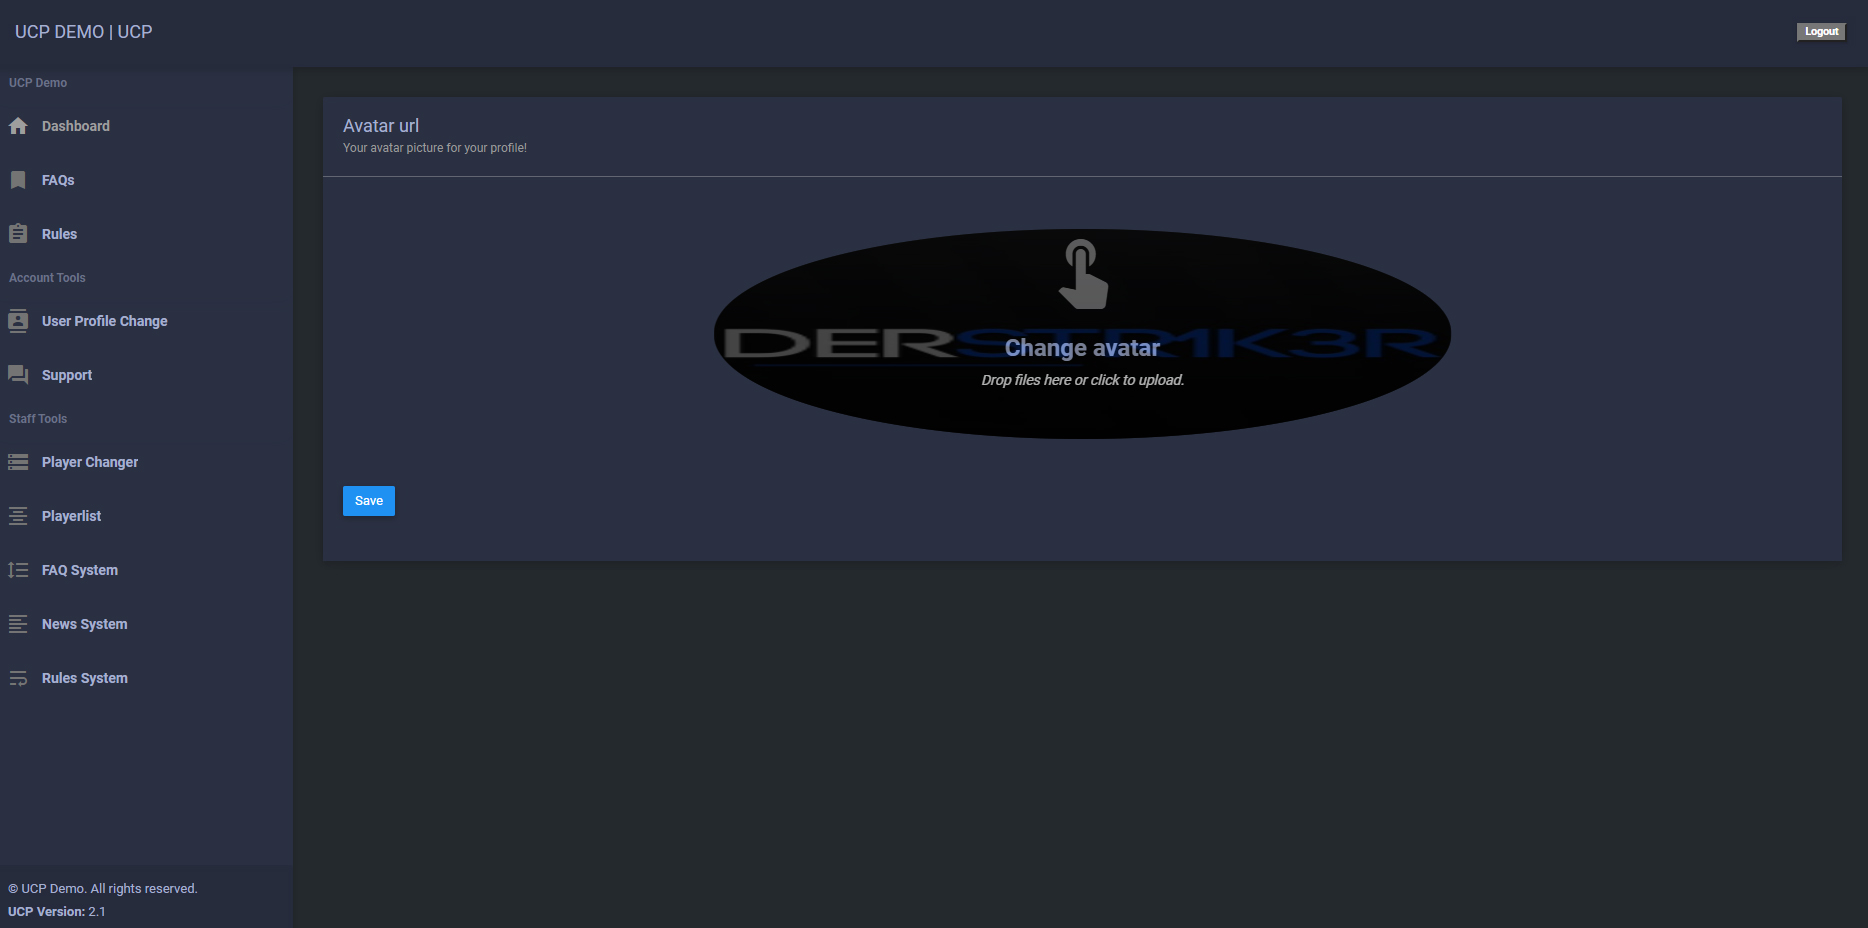 UCP DEMO | UCP
Logout
UCP Demo
Dashboard
FAQs
Rules
Account Tools
User Profile Change
Support
Staff Tools
Player Changer
Playerlist
FAQ System
News System
Rules System
© UCP Demo. All rights reserved.
UCP Version: 2.1
Avatar url
Your avatar picture for your profile!
DERSTR1K3R
Change avatar
Drop files here or click to upload.
Save